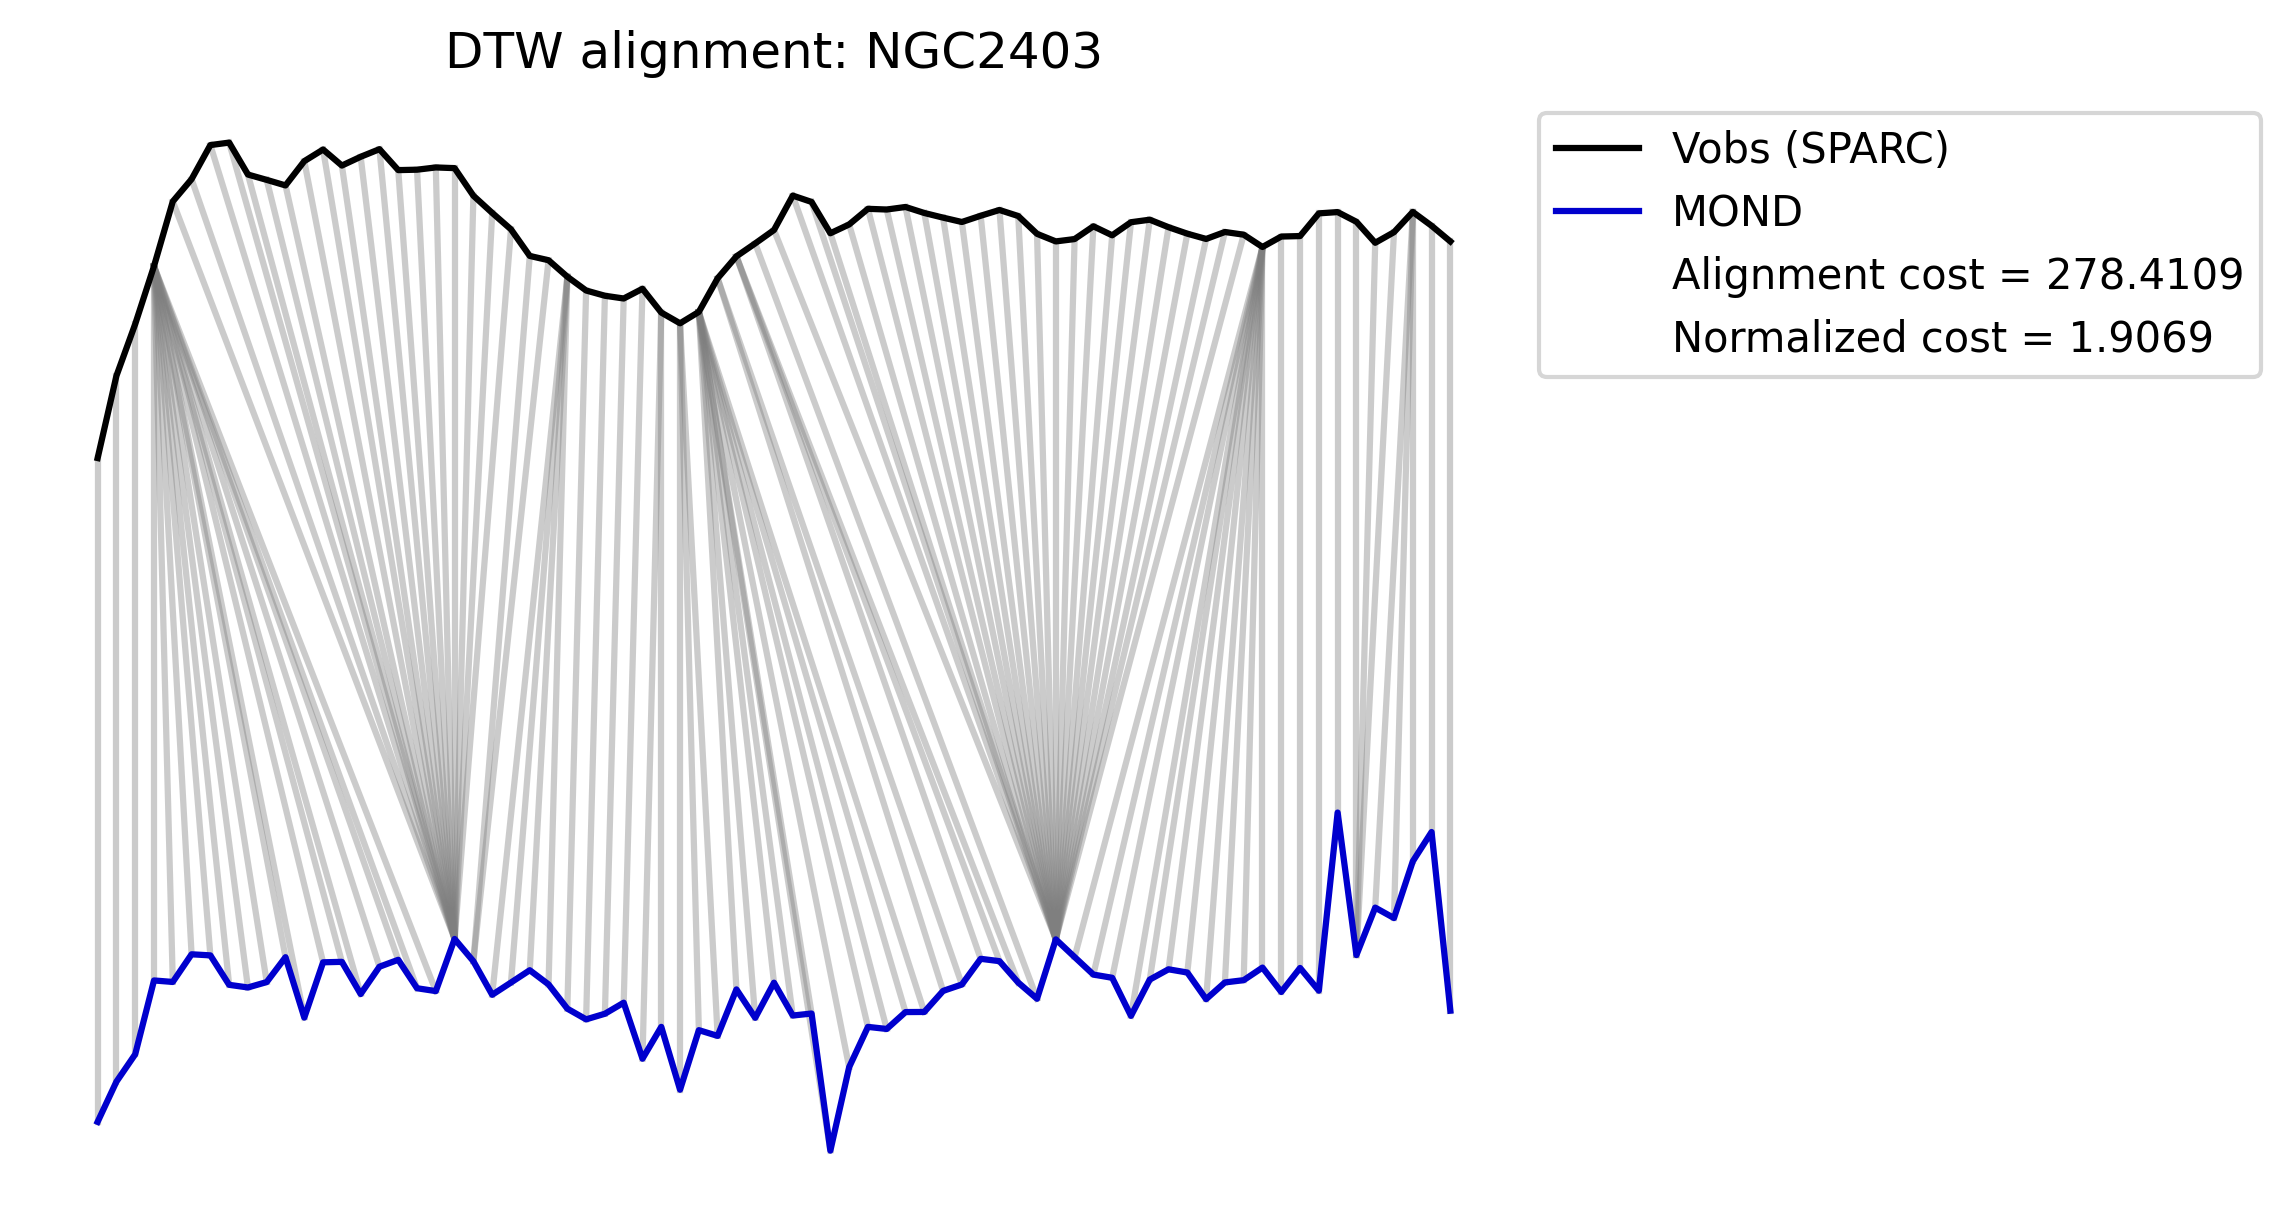 DTW alignment: NGC2403
Vobs (SPARC)
MOND
Alignment cost = 278.4109
Normalized cost = 1.9069